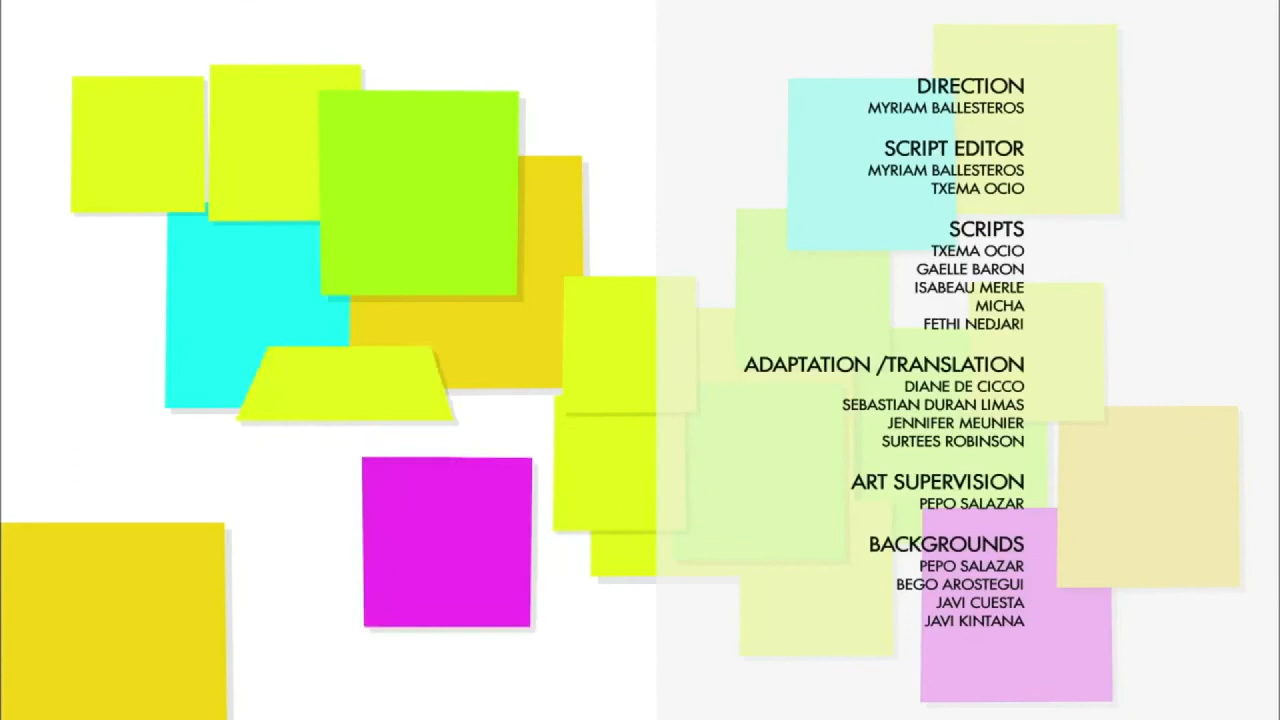 DIRECTION
MYRIAM BALLESTEROS
SCRIPT EDITOR
MYRIAM BALLESTEROS
TXEMA OCIO
SCRIPTS
TXEMA OCIO
GAELLE BARON
ISABEAU MERLE
MICHA
FETHI NEDJARI
ADAPTATION /TRANSLATION
DIANE DE CICCO
SEBASTIAN DURAN LIMAS
JENNIFER MEUNIER
SURTEES ROBINSON
ART SUPERVISION
PEPO SALAZAR
BACKGROUNDS
PEPO SALAZAR
BEGO AROSTEGUI
JAVI CUESTA
JAVI KINTANA